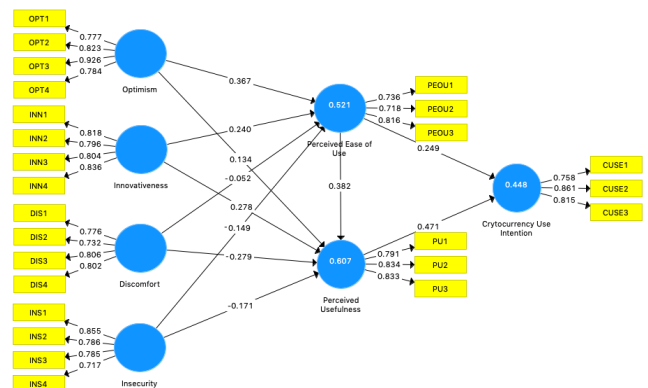 OPT1
OPT2
OPT3
OPT4
0.777
0.823
0.926
0.784
Optimism
INN1
INN2
INN3
INN4
0.818
0.796
0.804
0.836
Innovativeness
DIS1
DIS2
DIS3
DIS4
0.776
0.732
0.806
0.802
Discomfort
INS1
INS2
INS3
INS4
0.855
0.786
0.785
0.717
Insecurity
0.367
0.240
0.134
-0.052
0.278
-0.149
-0.279
-0.171
0.521
Perceived Ease of
Use
0.736
0.718
0.816
PEOU1
PEOU2
PEOU3
0.382
0.249
0.471
0.607
Perceived
Usefulness
0.791
0.834
0.833
PU1
PU2
PU3
0.448
Crytocurrency Use
Intention
0.758
0.861
0.815
CUSE1
CUSE2
CUSE3